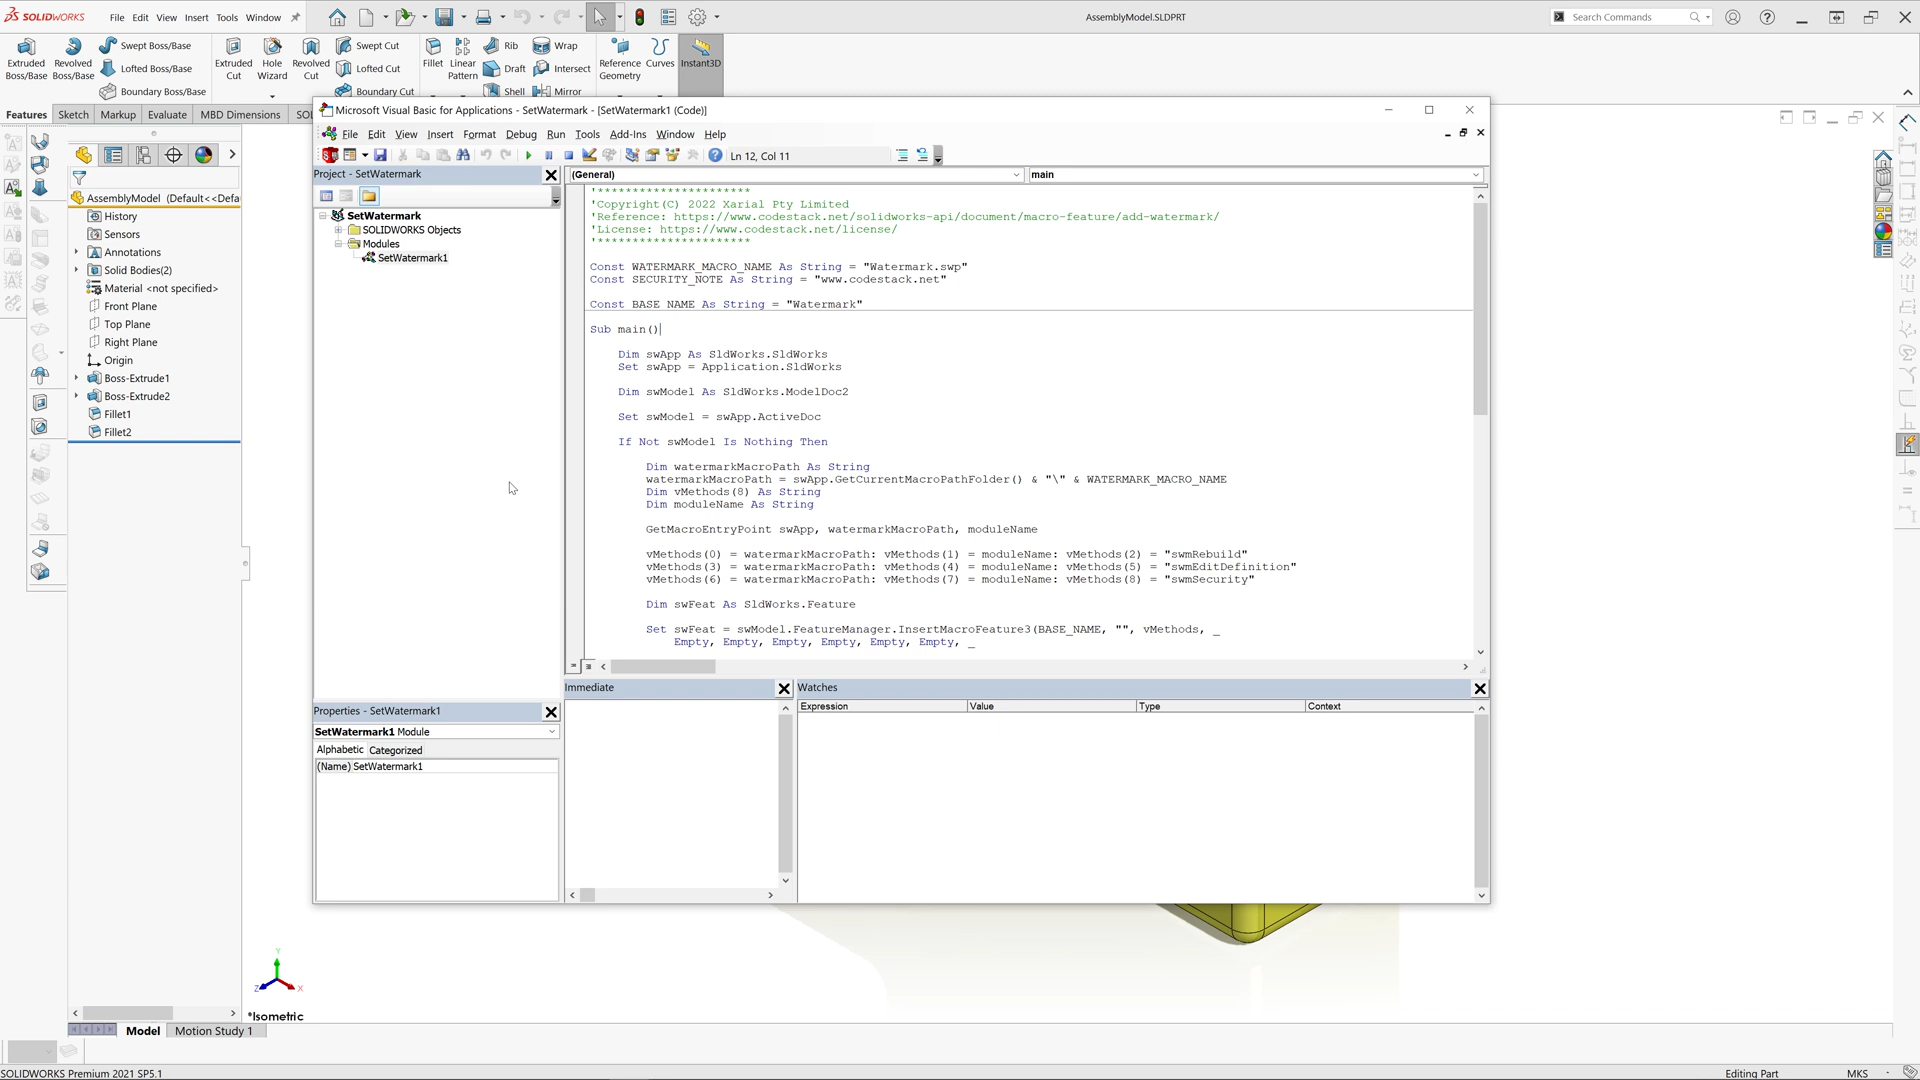 SOLIDWORKS File Edit View Insert Tools Window
AssemblyModel.SLDPRT
Search Commands
Extruded Boss/Base
Revolved Boss/Base
Swept Boss/Base
Lofted Boss/Base
Boundary Boss/Base
Extruded Cut
Hole Wizard
Revolved Cut
Swept Cut
Lofted Cut
Boundary Cut
Fillet
Linear Pattern
Rib
Draft
Shell
Wrap
Intersect
Mirror
Reference Geometry
Curves
Instant3D
Features Sketch Markup Evaluate MBD Dimensions SOL
AssemblyModel (Default<<Defa
History
Sensors
Annotations
Solid Bodies(2)
Material <not specified>
Front Plane
Top Plane
Right Plane
Origin
Boss-Extrude1
Boss-Extrude2
Fillet1
Fillet2
Microsoft Visual Basic for Applications - SetWatermark - [SetWatermark1 (Code)]
File Edit View Insert Format Debug Run Tools Add-Ins Window Help
Ln 12, Col 11
Project - SetWatermark
SetWatermark
SOLIDWORKS Objects
Modules
SetWatermark1
(General) main
'**********************
'Copyright(C) 2022 Xarial Pty Limited
'Reference: https://www.codestack.net/solidworks-api/document/macro-feature/add-watermark/
'License: https://www.codestack.net/license/
'**********************
Const WATERMARK_MACRO_NAME As String = "Watermark.swp"
Const SECURITY_NOTE As String = "www.codestack.net"
Const BASE_NAME As String = "Watermark"
Sub main()
Dim swApp As SldWorks.SldWorks
Set swApp = Application.SldWorks
Dim swModel As SldWorks.ModelDoc2
Set swModel = swApp.ActiveDoc
If Not swModel Is Nothing Then
Dim watermarkMacroPath As String
watermarkMacroPath = swApp.GetCurrentMacroPathFolder() & "\" & WATERMARK_MACRO_NAME
Dim vMethods(8) As String
Dim moduleName As String
GetMacroEntryPoint swApp, watermarkMacroPath, moduleName
vMethods(0) = watermarkMacroPath: vMethods(1) = moduleName: vMethods(2) = "swmRebuild"
vMethods(3) = watermarkMacroPath: vMethods(4) = moduleName: vMethods(5) = "swmEditDefinition"
vMethods(6) = watermarkMacroPath: vMethods(7) = moduleName: vMethods(8) = "swmSecurity"
Dim swFeat As SldWorks.Feature
Set swFeat = swModel.FeatureManager.InsertMacroFeature3(BASE_NAME, "", vMethods, _
Empty, Empty, Empty, Empty, Empty, Empty, _
Properties - SetWatermark1
SetWatermark1 Module
Alphabetic Categorized
(Name) SetWatermark1
Immediate
Watches
Expression Value Type Context
Y
Z X
*Isometric
Model Motion Study 1
SOLIDWORKS Premium 2021 SP5.1
Editing Part MKS